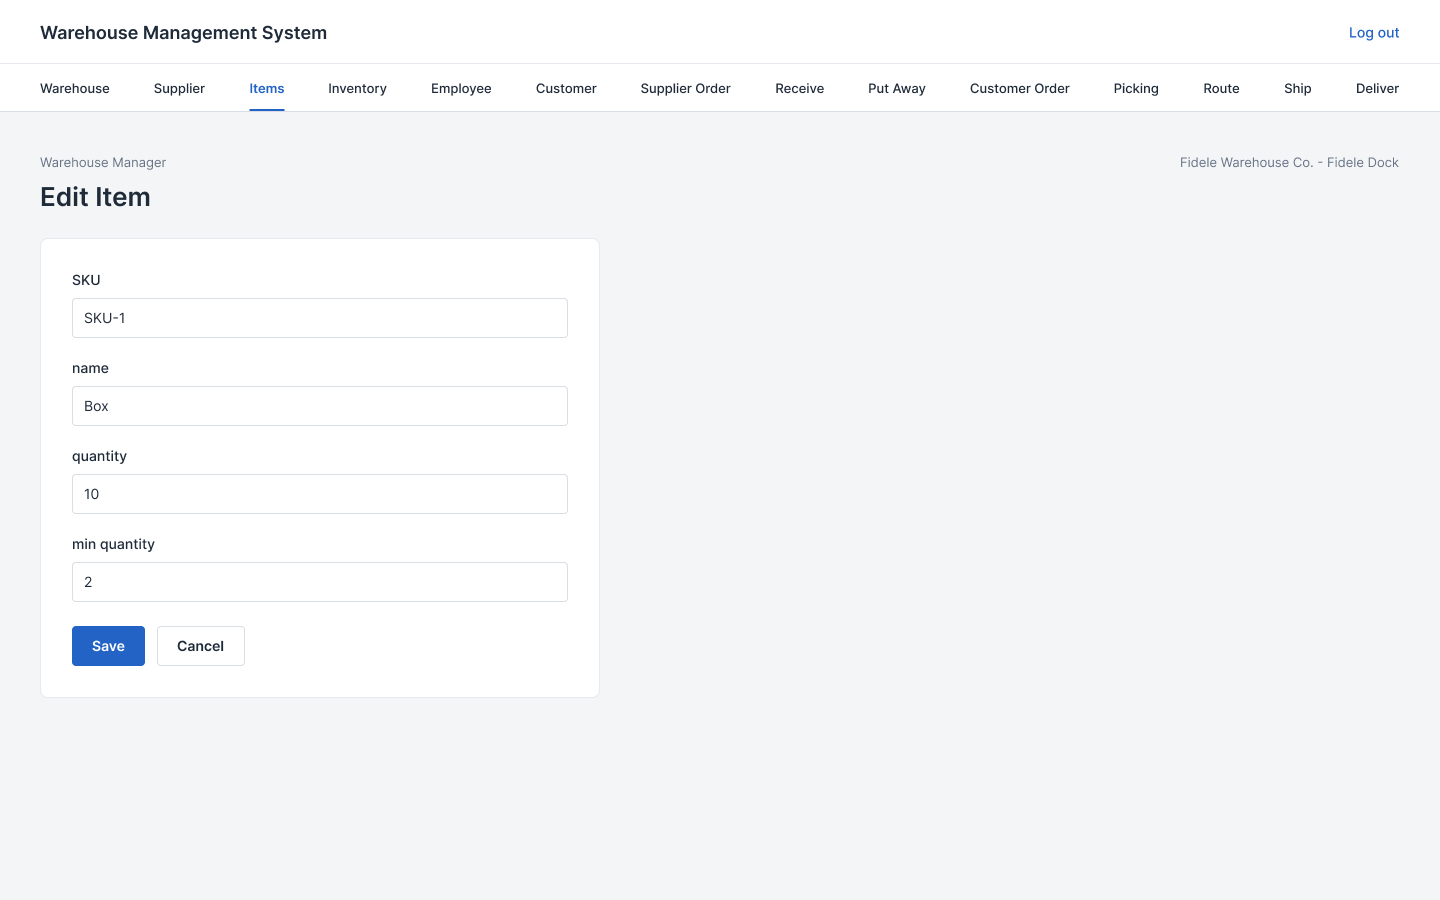 Warehouse Management System
Log out
Warehouse Supplier Items Inventory Employee Customer Supplier Order Receive Put Away Customer Order Picking Route Ship Deliver
Warehouse Manager
Fidele Warehouse Co. - Fidele Dock
Edit Item
SKU
SKU-1
name
Box
quantity
10
min quantity
2
Save Cancel